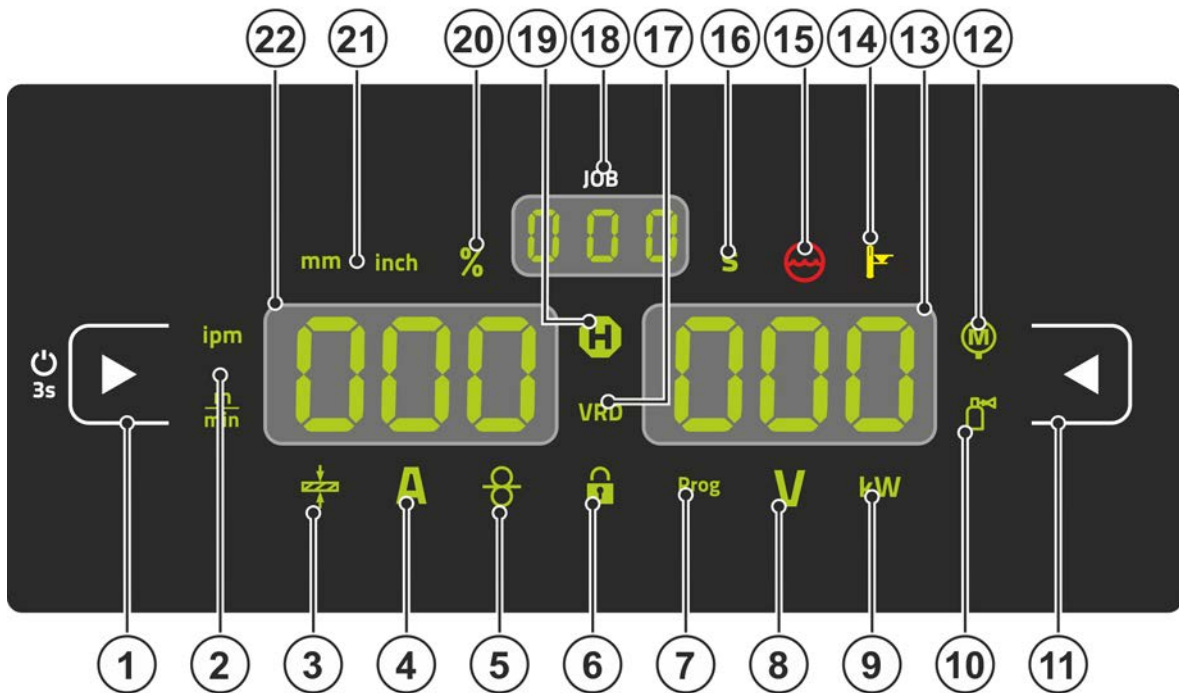 22 21 20 19 18 17 16 15 14 13 12
JOB
000
mm inch % s
ipm 000 H 000 M
3s
m
min
VRD
A Prog V kW
1 2 3 4 5 6 7 8 9 10 11